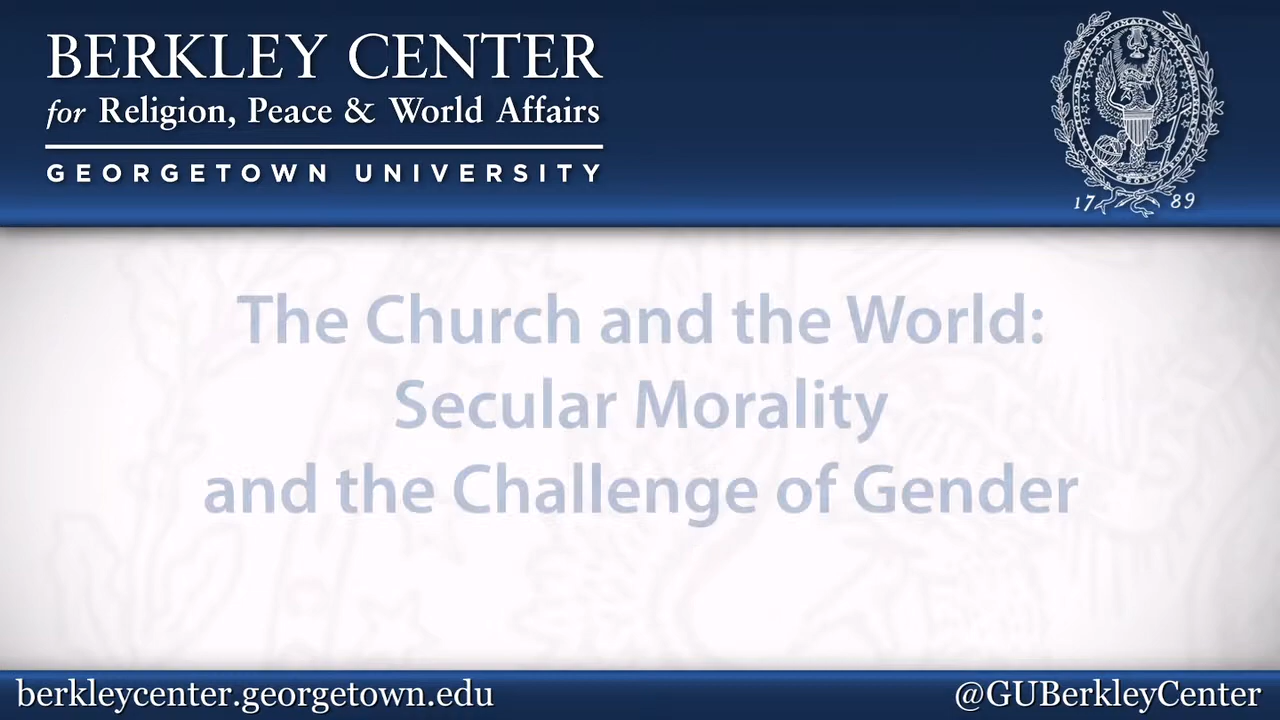 BERKLEY CENTER
for Religion, Peace & World Affairs
GEORGETOWN UNIVERSITY
17 89
The Church and the World:
Secular Morality
and the Challenge of Gender
berkleycenter.georgetown.edu
@GUBerkleyCenter